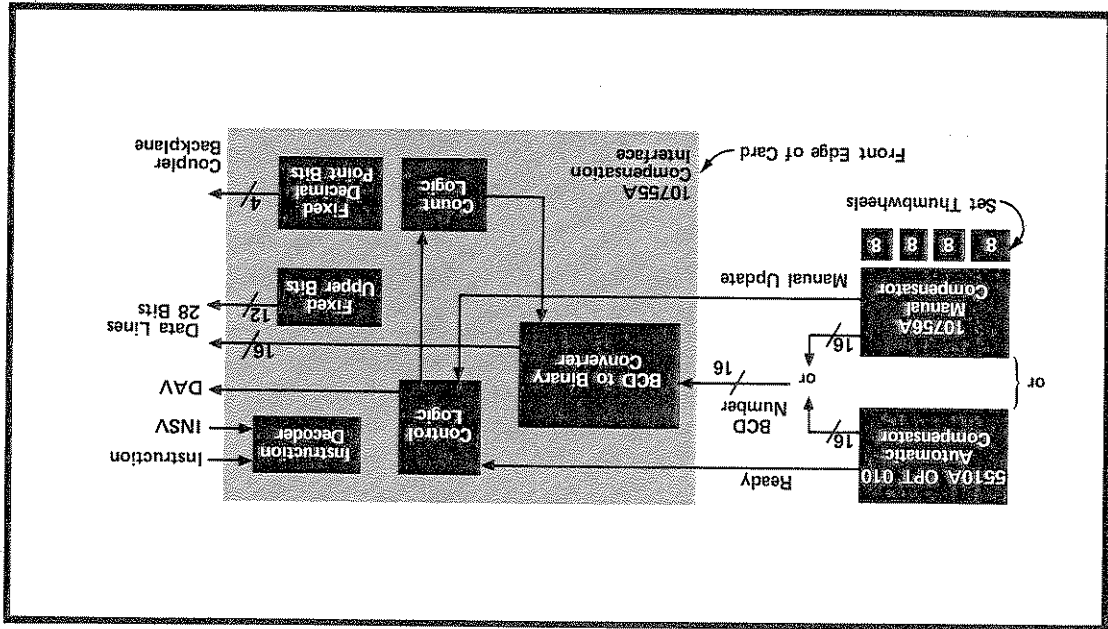 Instruction
INSV
DAV
Data Lines
28 Bits
Coupler
Backplane
Instruction
Decoder
Control
Logic
16
12
Fixed
Upper Bits
4
Fixed
Decimal
Point Bits
Count
Logic
BCD to Binary
Converter
10755A
Compensation
Interface
Front Edge of Card
Ready
BCD
Number
16
or
Manual Update
5510A OPT 010
Automatic
Compensator
16
or
16
10756A
Manual
Compensator
8 8 8 8
Set Thumbwheels